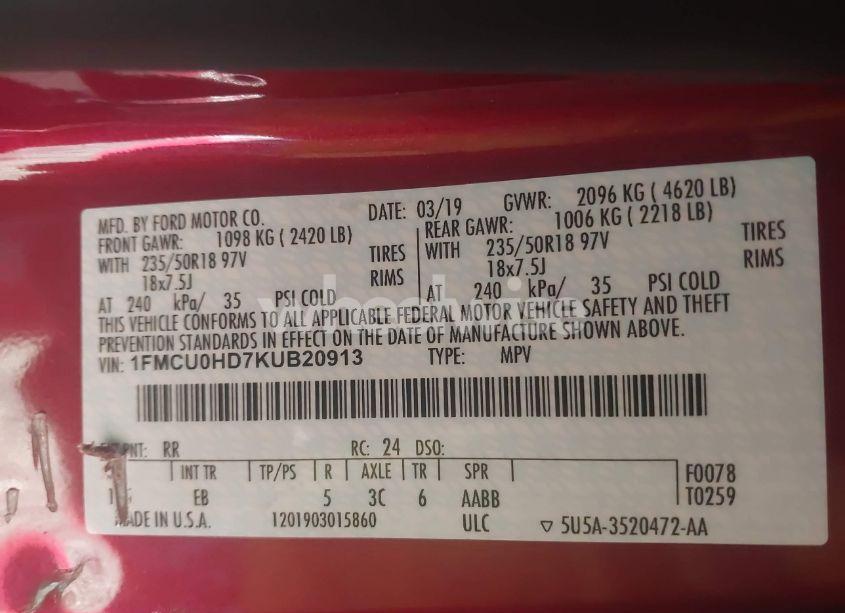 MFD. BY FORD MOTOR CO. DATE: 03/19 GVWR: 2096 KG ( 4620 LB)
FRONT GAWR: 1098 KG ( 2420 LB) REAR GAWR: 1006 KG ( 2218 LB)
WITH 235/50R18 97V TIRES WITH 235/50R18 97V TIRES
18x7.5J RIMS 18x7.5J RIMS
AT 240 kPa/ 35 PSI COLD AT 240 kPa/ 35 PSI COLD
THIS VEHICLE CONFORMS TO ALL APPLICABLE FEDERAL MOTOR VEHICLE SAFETY AND THEFT
PREVENTION STANDARDS IN EFFECT ON THE DATE OF MANUFACTURE SHOWN ABOVE.
VIN: 1FMCU0HD7KUB20913 TYPE: MPV
PNT: RR RC: 24 DSO:
INT TR TP/PS R AXLE TR SPR F0078
EB 5 3C 6 AABB T0259
MADE IN U.S.A. 1201903015860 ULC ▽ 5U5A-3520472-AA